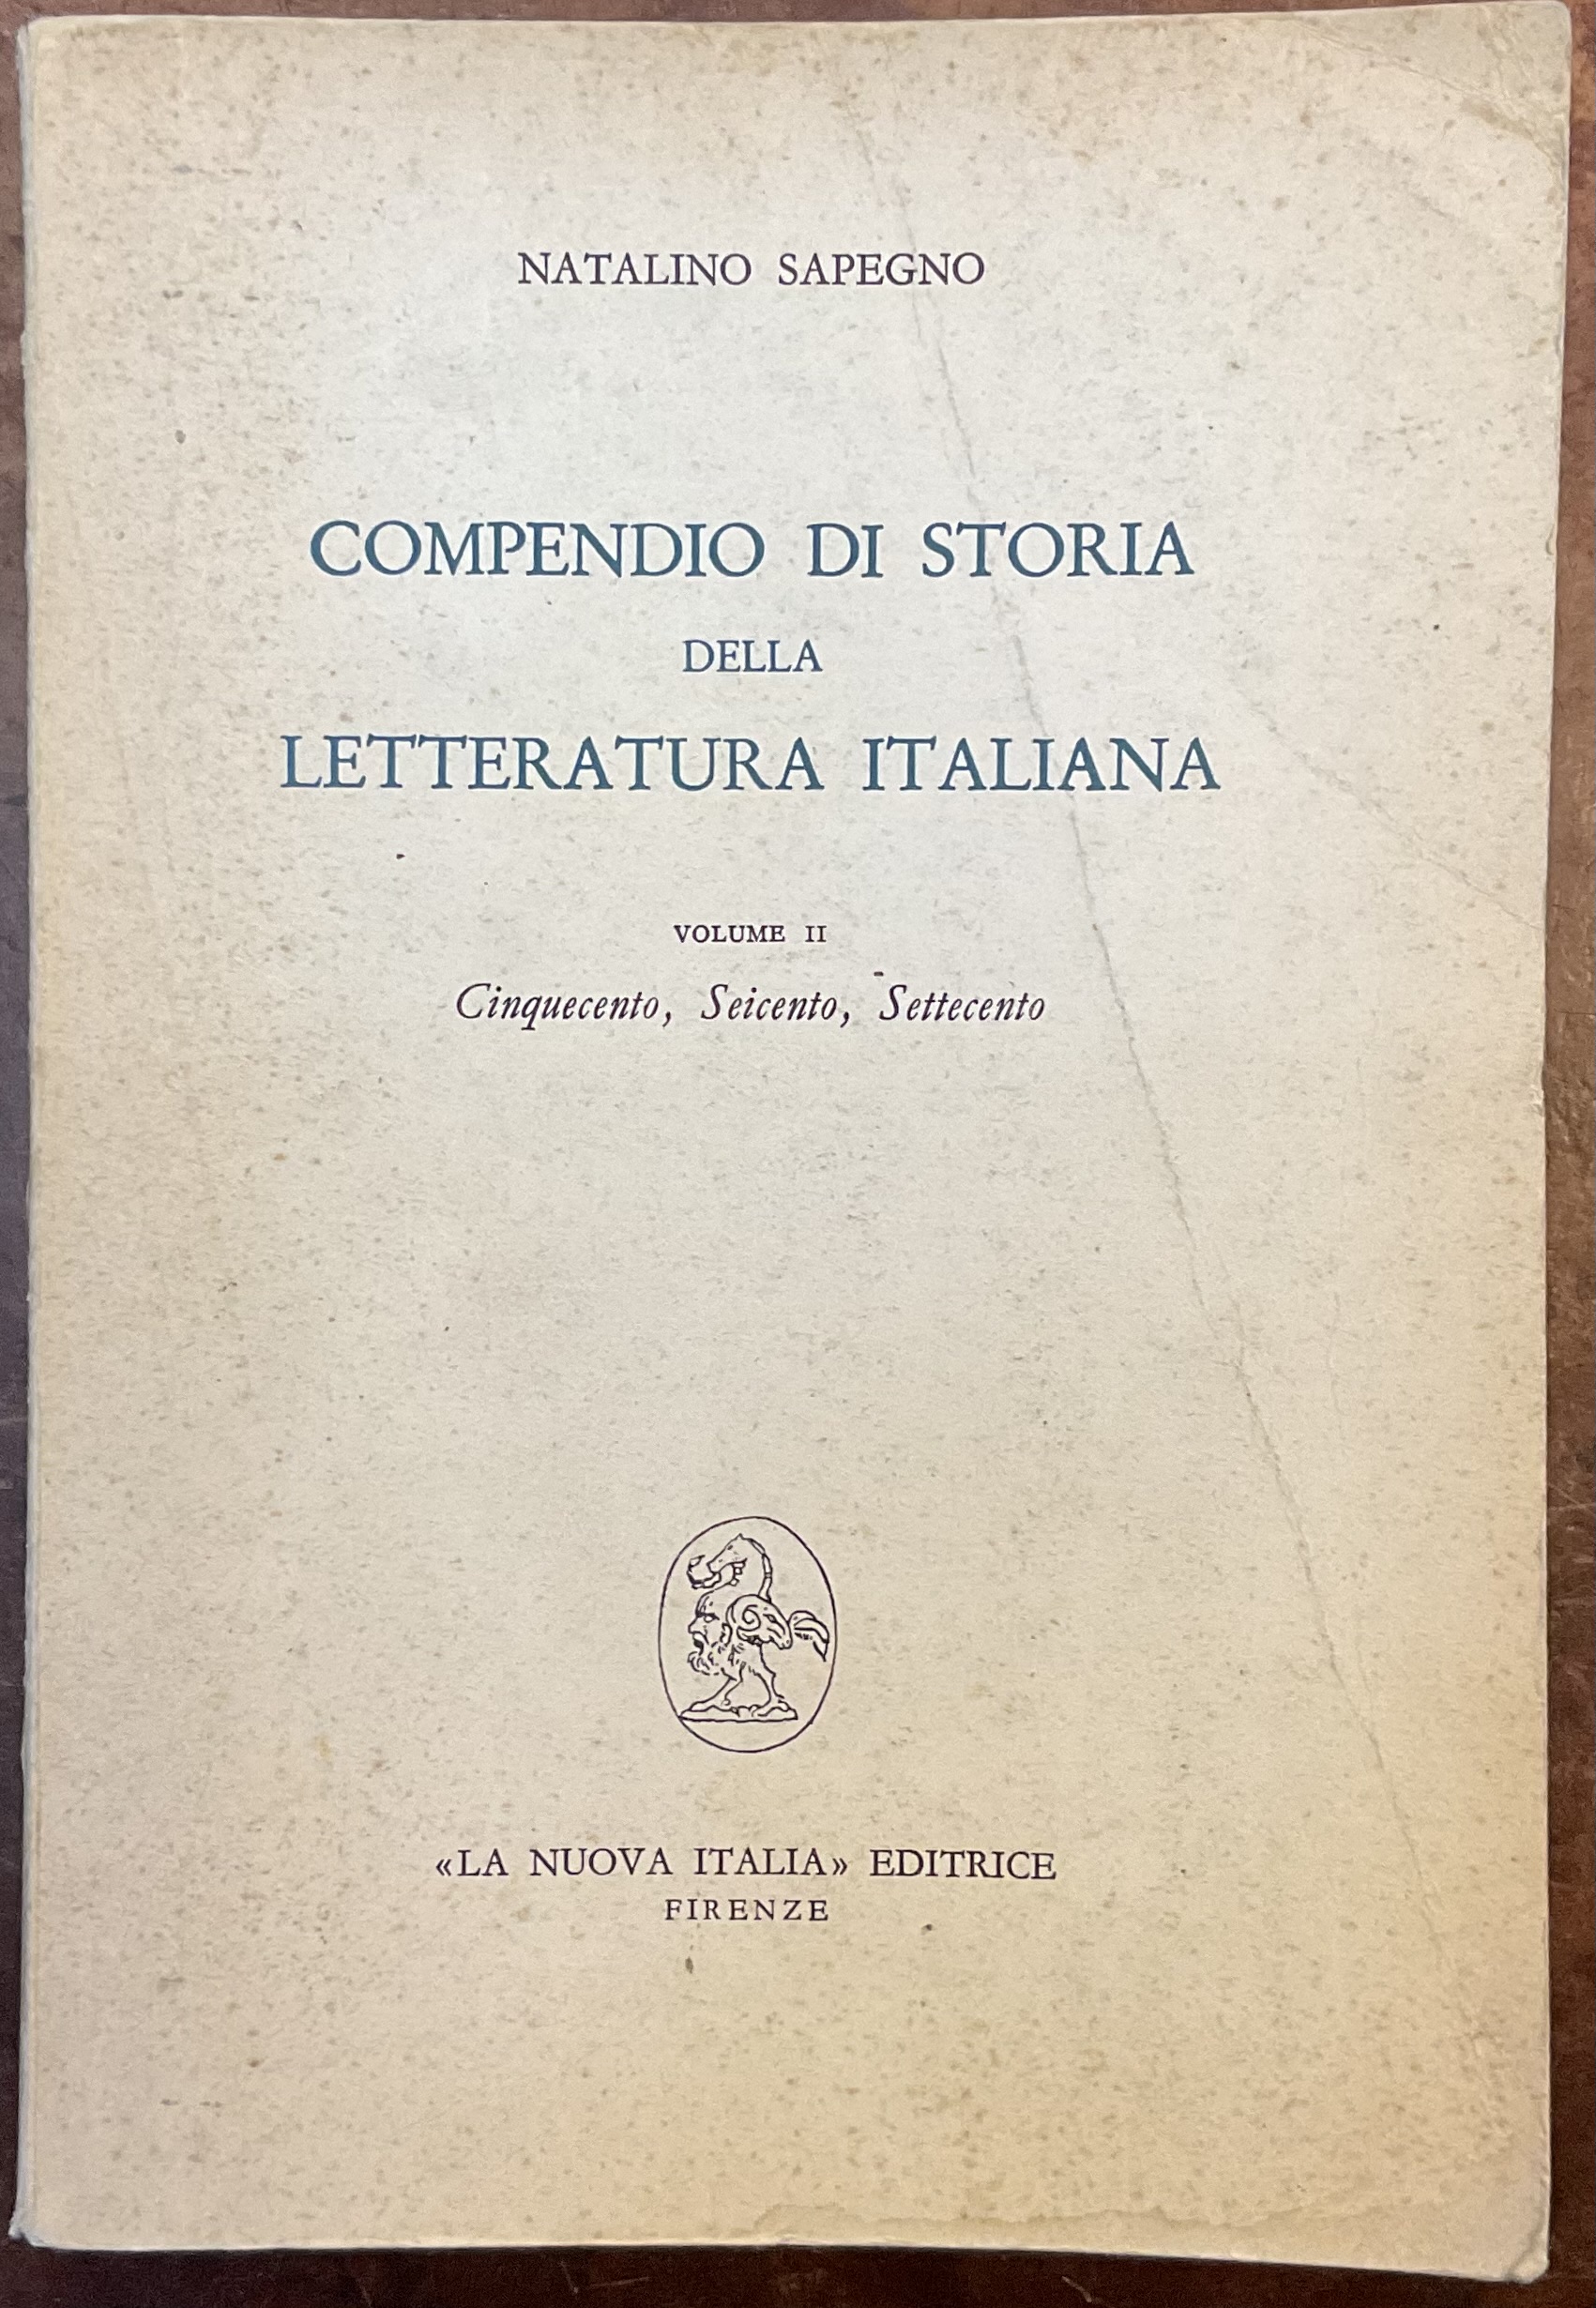 NATALINO SAPEGNO
COMPENDIO DI STORIA
DELLA
LETTERATURA ITALIANA
VOLUME II
Cinquecento, Seicento, Settecento
«LA NUOVA ITALIA» EDITRICE
FIRENZE